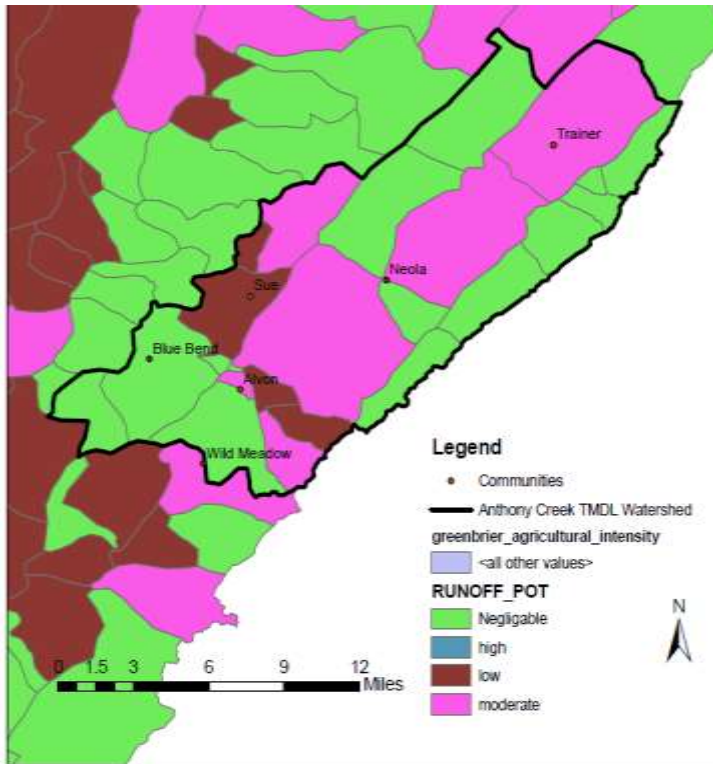 Trainer
Neola
Sue
Blue Bend
Alvon
Wild Meadow
Legend
Communities
Anthony Creek TMDL Watershed
greenbrier_agricultural_intensity
<all other values>
RUNOFF_POT
Negligable
high
low
moderate
N
0 1.5 3 6 9 12
Miles